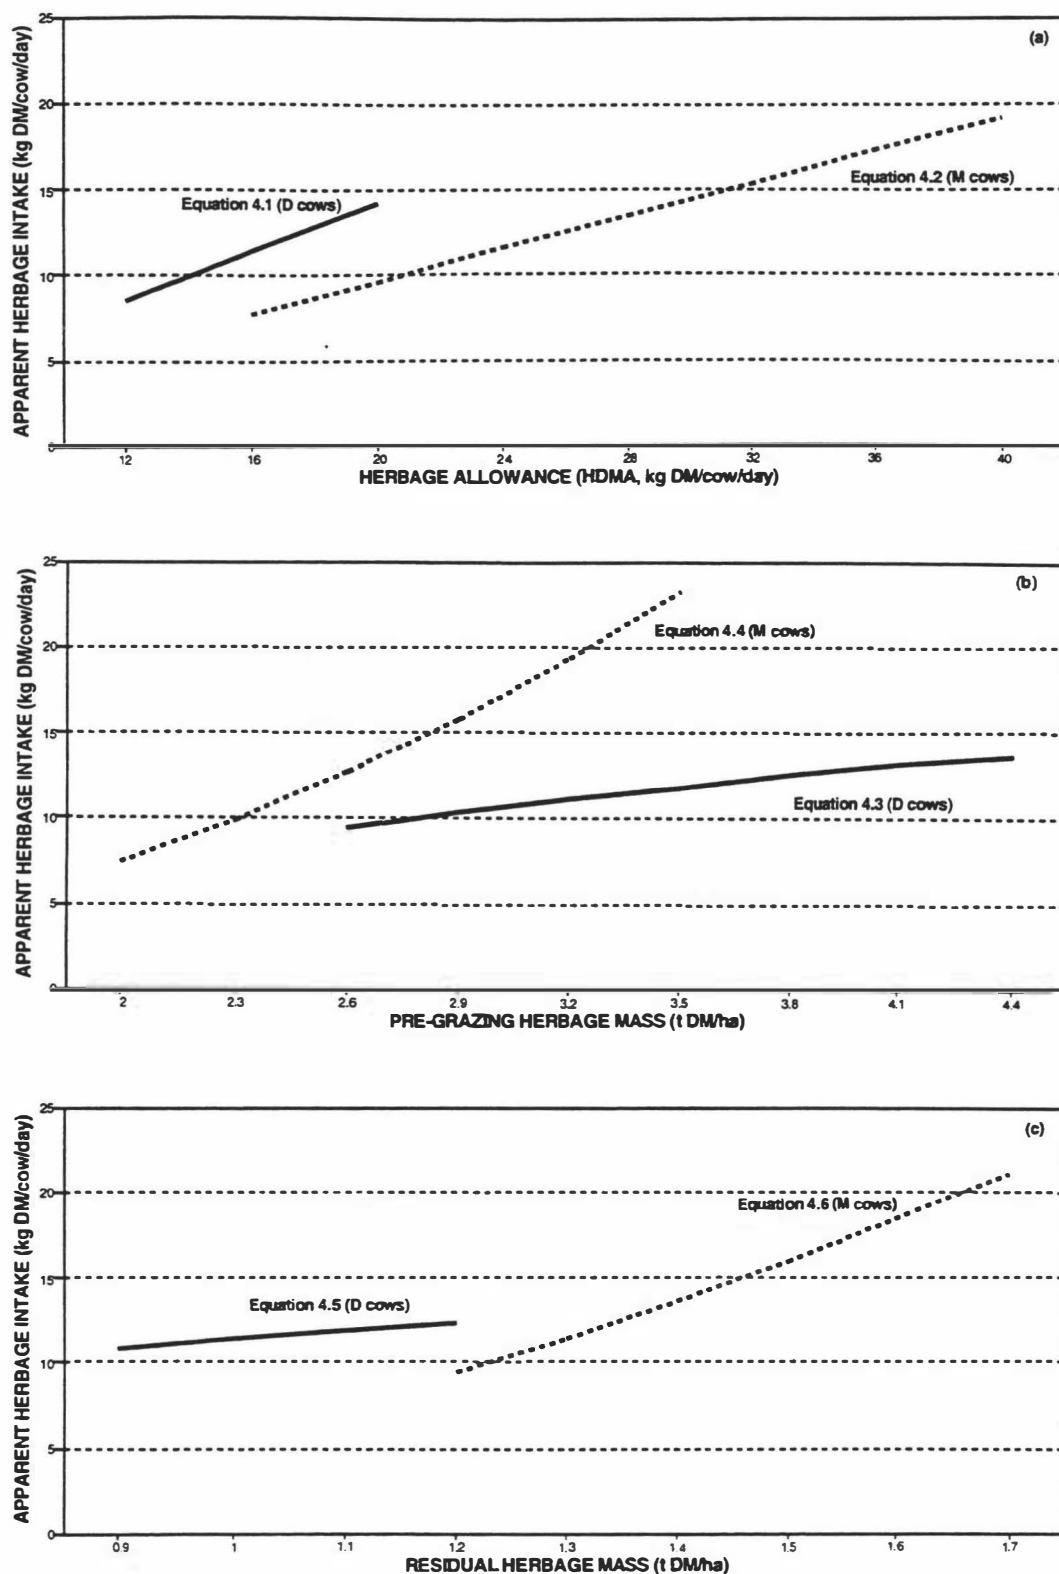 (a)
APPARENT HERBAGE INTAKE (kg DM/cow/day)
25
20
15
10
5
0
Equation 4.1 (D cows)
Equation 4.2 (M cows)
12 16 20 24 28 32 36 40
HERBAGE ALLOWANCE (HDMA, kg DM/cow/day)
(b)
APPARENT HERBAGE INTAKE (kg DM/cow/day)
25
20
15
10
5
0
Equation 4.4 (M cows)
Equation 4.3 (D cows)
2 2.3 2.6 2.9 3.2 3.5 3.8 4.1 4.4
PRE-GRAZING HERBAGE MASS (t DM/ha)
(c)
APPARENT HERBAGE INTAKE (kg DM/cow/day)
25
20
15
10
5
0
Equation 4.6 (M cows)
Equation 4.5 (D cows)
0.9 1 1.1 1.2 1.3 1.4 1.5 1.6 1.7
RESIDUAL HERBAGE MASS (t DM/ha)